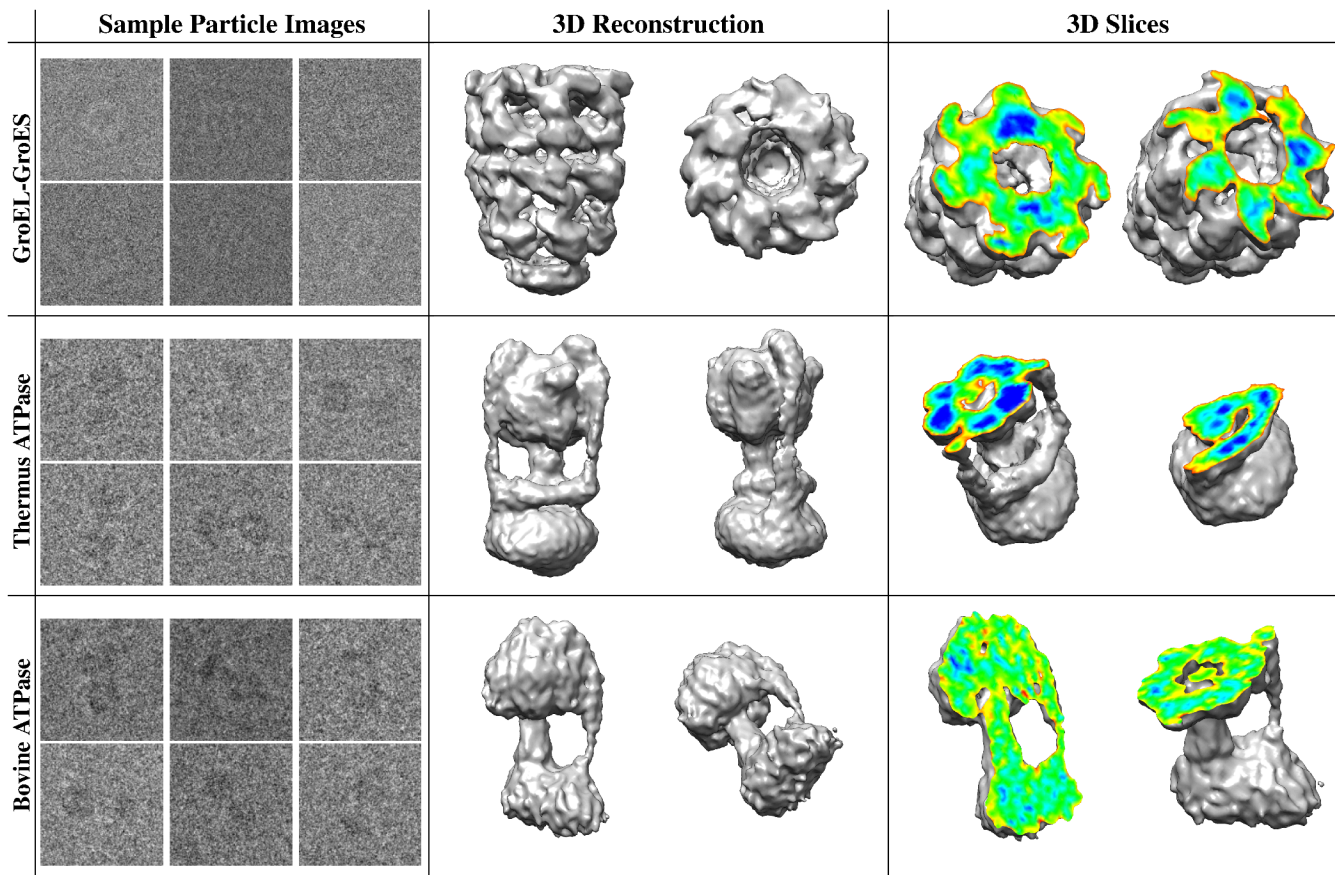 Sample Particle Images
3D Reconstruction
3D Slices
GroEL-GroES
Thermus ATPase
Bovine ATPase